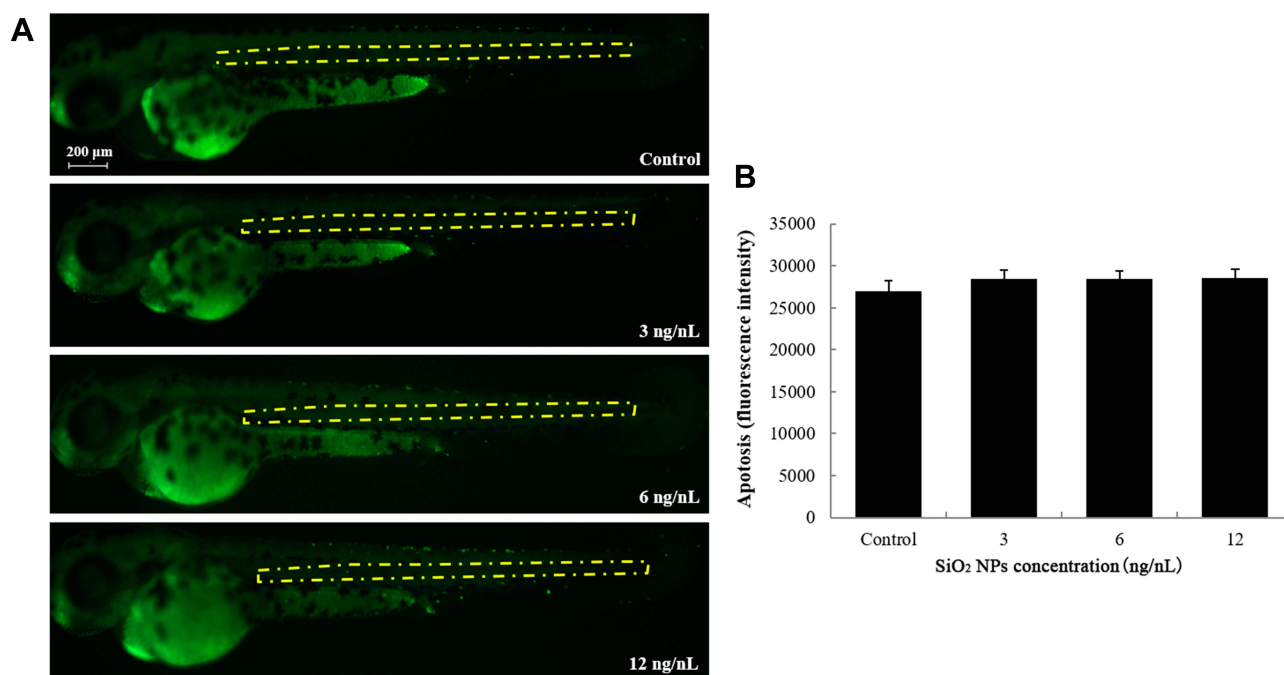 A
200 μm
Control
3 ng/nL
6 ng/nL
12 ng/nL
B
Apotosis (fluorescence intensity)
35000
30000
25000
20000
15000
10000
5000
0
Control 3 6 12
SiO₂ NPs concentration (ng/nL)